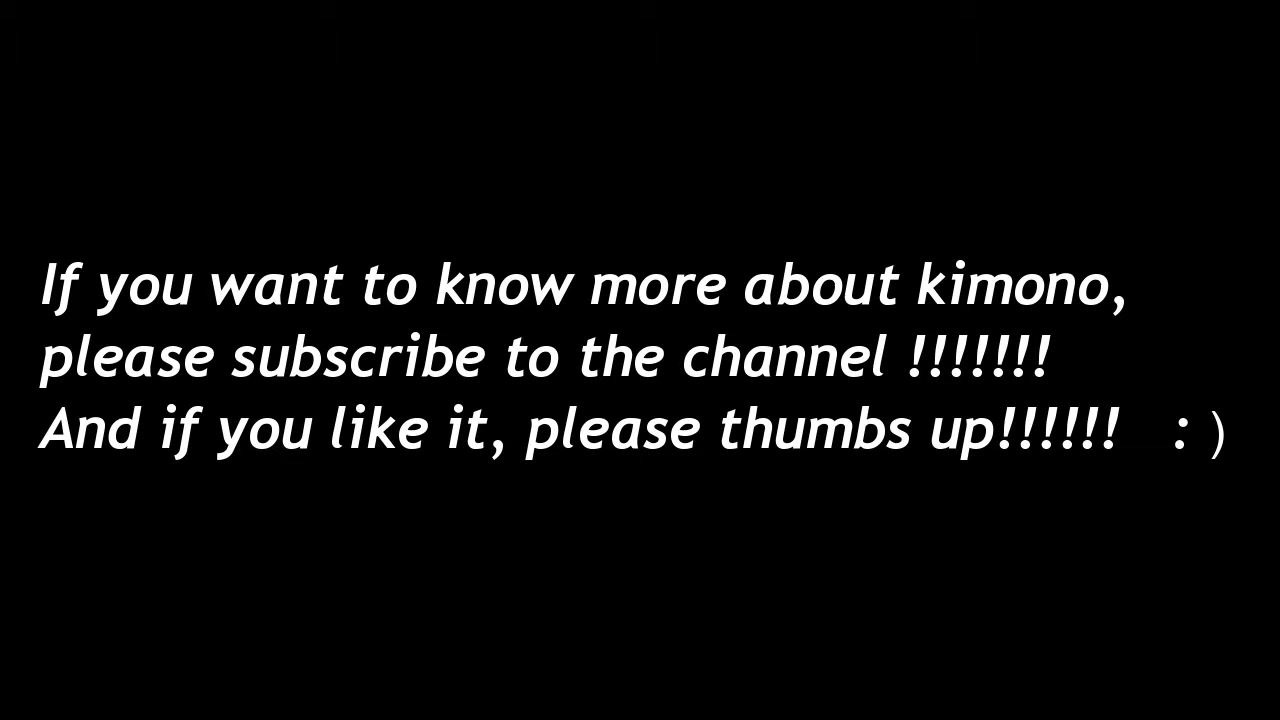 If you want to know more about kimono,
please subscribe to the channel !!!!!!!
And if you like it, please thumbs up!!!!!!   : )